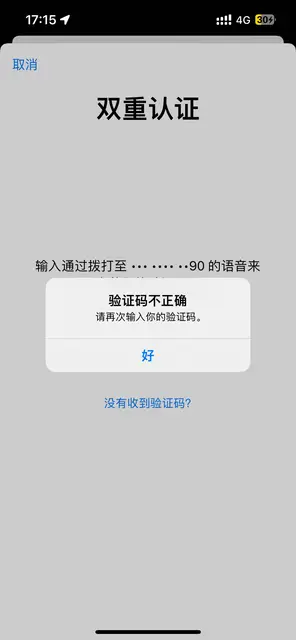 17:15
4G
30
取消
双重认证
输入通过拨打至 ••• •••• ••90 的语音来
验证码不正确
请再次输入你的验证码。
好
没有收到验证码?